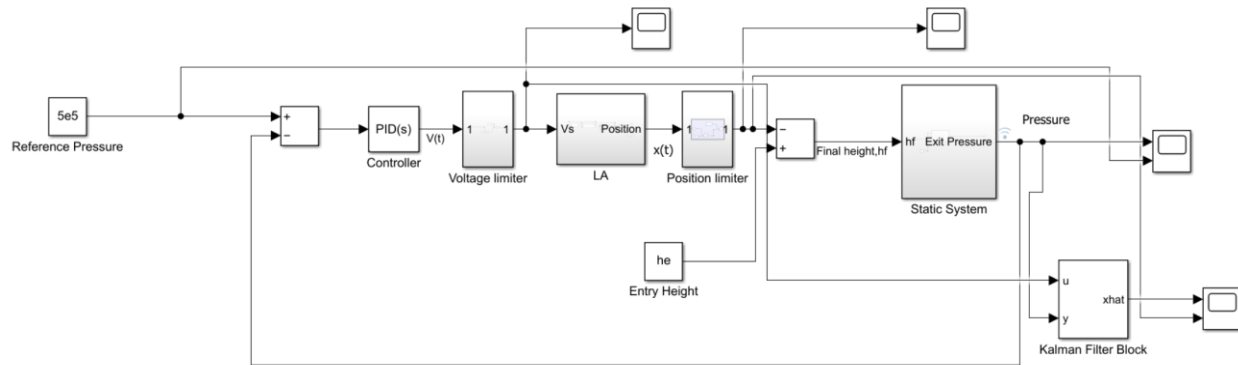 5e5
Reference Pressure
+
−
PID(s)
Controller
V(t)
1
1
Voltage limiter
Vs
Position
LA
x(t)
1
1
Position limiter
−
+
Final height,hf
hf
Exit Pressure
Static System
Pressure
he
Entry Height
u
y
xhat
Kalman Filter Block